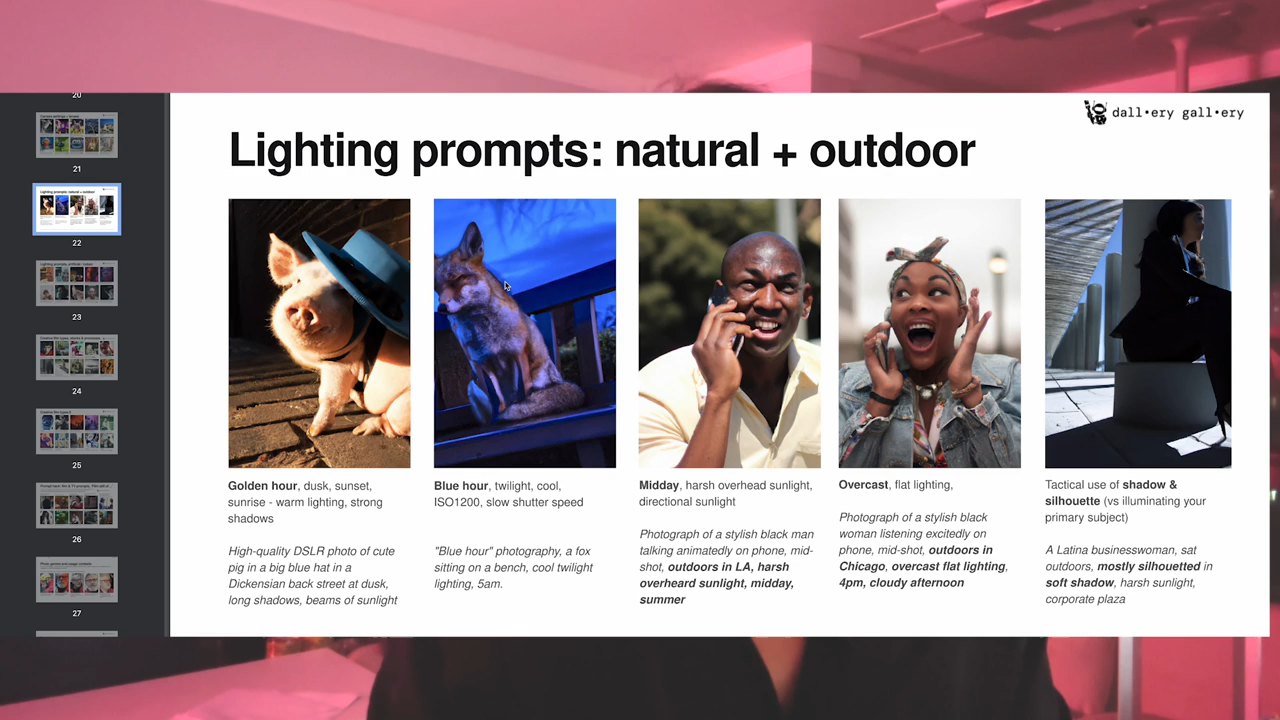 dall•ery gall•ery
Lighting prompts: natural + outdoor
20
21
22
23
24
25
26
27
Golden hour, dusk, sunset,
sunrise - warm lighting, strong
shadows
High-quality DSLR photo of cute
pig in a big blue hat in a
Dickensian back street at dusk,
long shadows, beams of sunlight
Blue hour, twilight, cool,
ISO1200, slow shutter speed
"Blue hour" photography, a fox
sitting on a bench, cool twilight
lighting, 5am.
Midday, harsh overhead sunlight,
directional sunlight
Photograph of a stylish black man
talking animatedly on phone, mid-
shot, outdoors in LA, harsh
overheard sunlight, midday,
summer
Overcast, flat lighting,
Photograph of a stylish black
woman listening excitedly on
phone, mid-shot, outdoors in
Chicago, overcast flat lighting,
4pm, cloudy afternoon
Tactical use of shadow &
silhouette (vs illuminating your
primary subject)
A Latina businesswoman, sat
outdoors, mostly silhouetted in
soft shadow, harsh sunlight,
corporate plaza